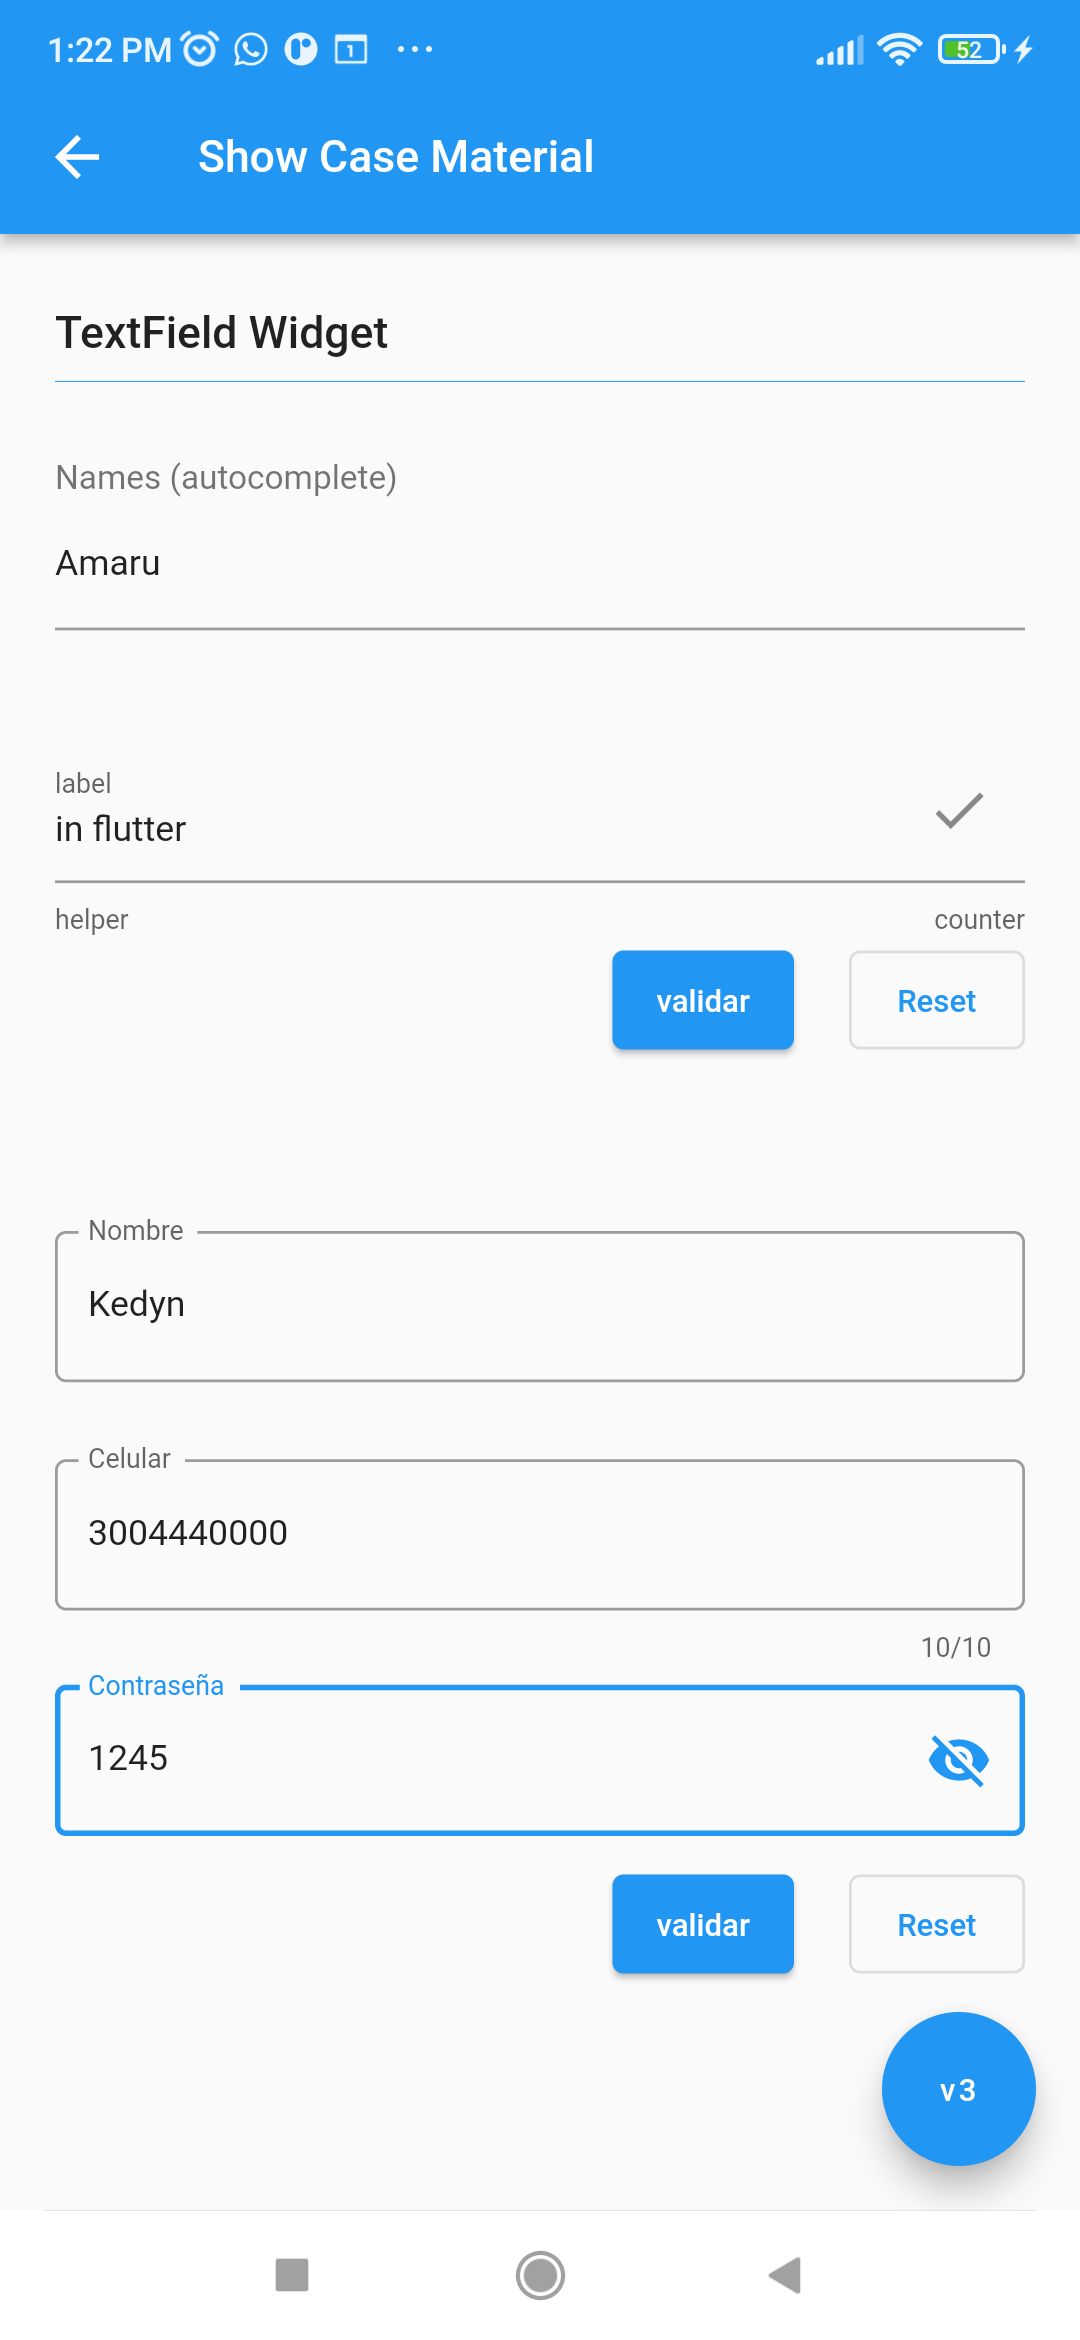 1:22 PM 1 ... 52
Show Case Material
TextField Widget
Names (autocomplete)
Amaru
label
in flutter
helper counter
validar Reset
Nombre
Kedyn
Celular
3004440000
10/10
Contraseña
1245
validar Reset
v3